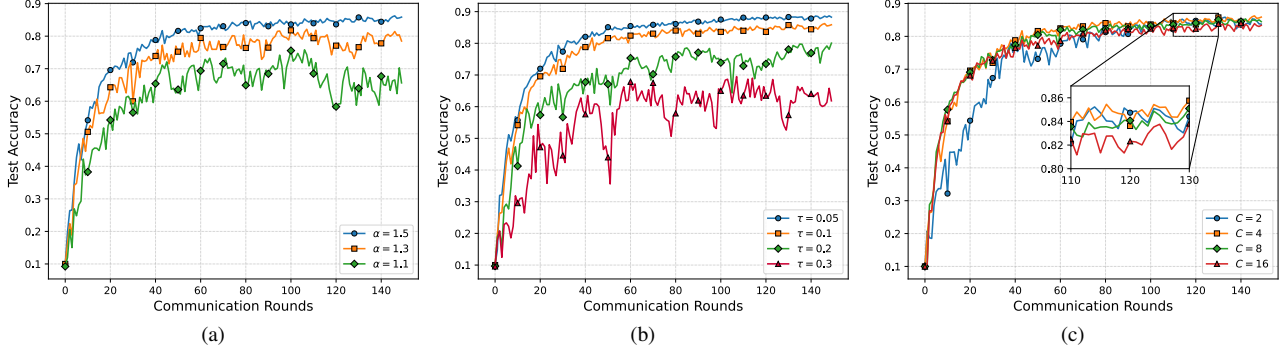 0.9
0.8
0.7
0.6
0.5
0.4
0.3
0.2
0.1
Test Accuracy
0 20 40 60 80 100 120 140
Communication Rounds
α = 1.5
α = 1.3
α = 1.1
(a)
0.9
0.8
0.7
0.6
0.5
0.4
0.3
0.2
0.1
Test Accuracy
0 20 40 60 80 100 120 140
Communication Rounds
τ = 0.05
τ = 0.1
τ = 0.2
τ = 0.3
(b)
0.9
0.8
0.7
0.6
0.5
0.4
0.3
0.2
0.1
Test Accuracy
0.86
0.84
0.82
0.80
110 120 130
0 20 40 60 80 100 120 140
Communication Rounds
C = 2
C = 4
C = 8
C = 16
(c)